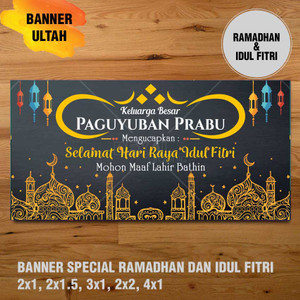 BANNER
ULTAH
RAMADHAN
&
IDUL FITRI
Keluarga Besar
PAGUYUBAN PRABU
Mengucapkan :
Selamat Hari Raya Idul Fitri
Mohon Maaf Lahir Bathin
BANNER SPECIAL RAMADHAN DAN IDUL FITRI
2x1, 2x1.5, 3x1, 2x2, 4x1